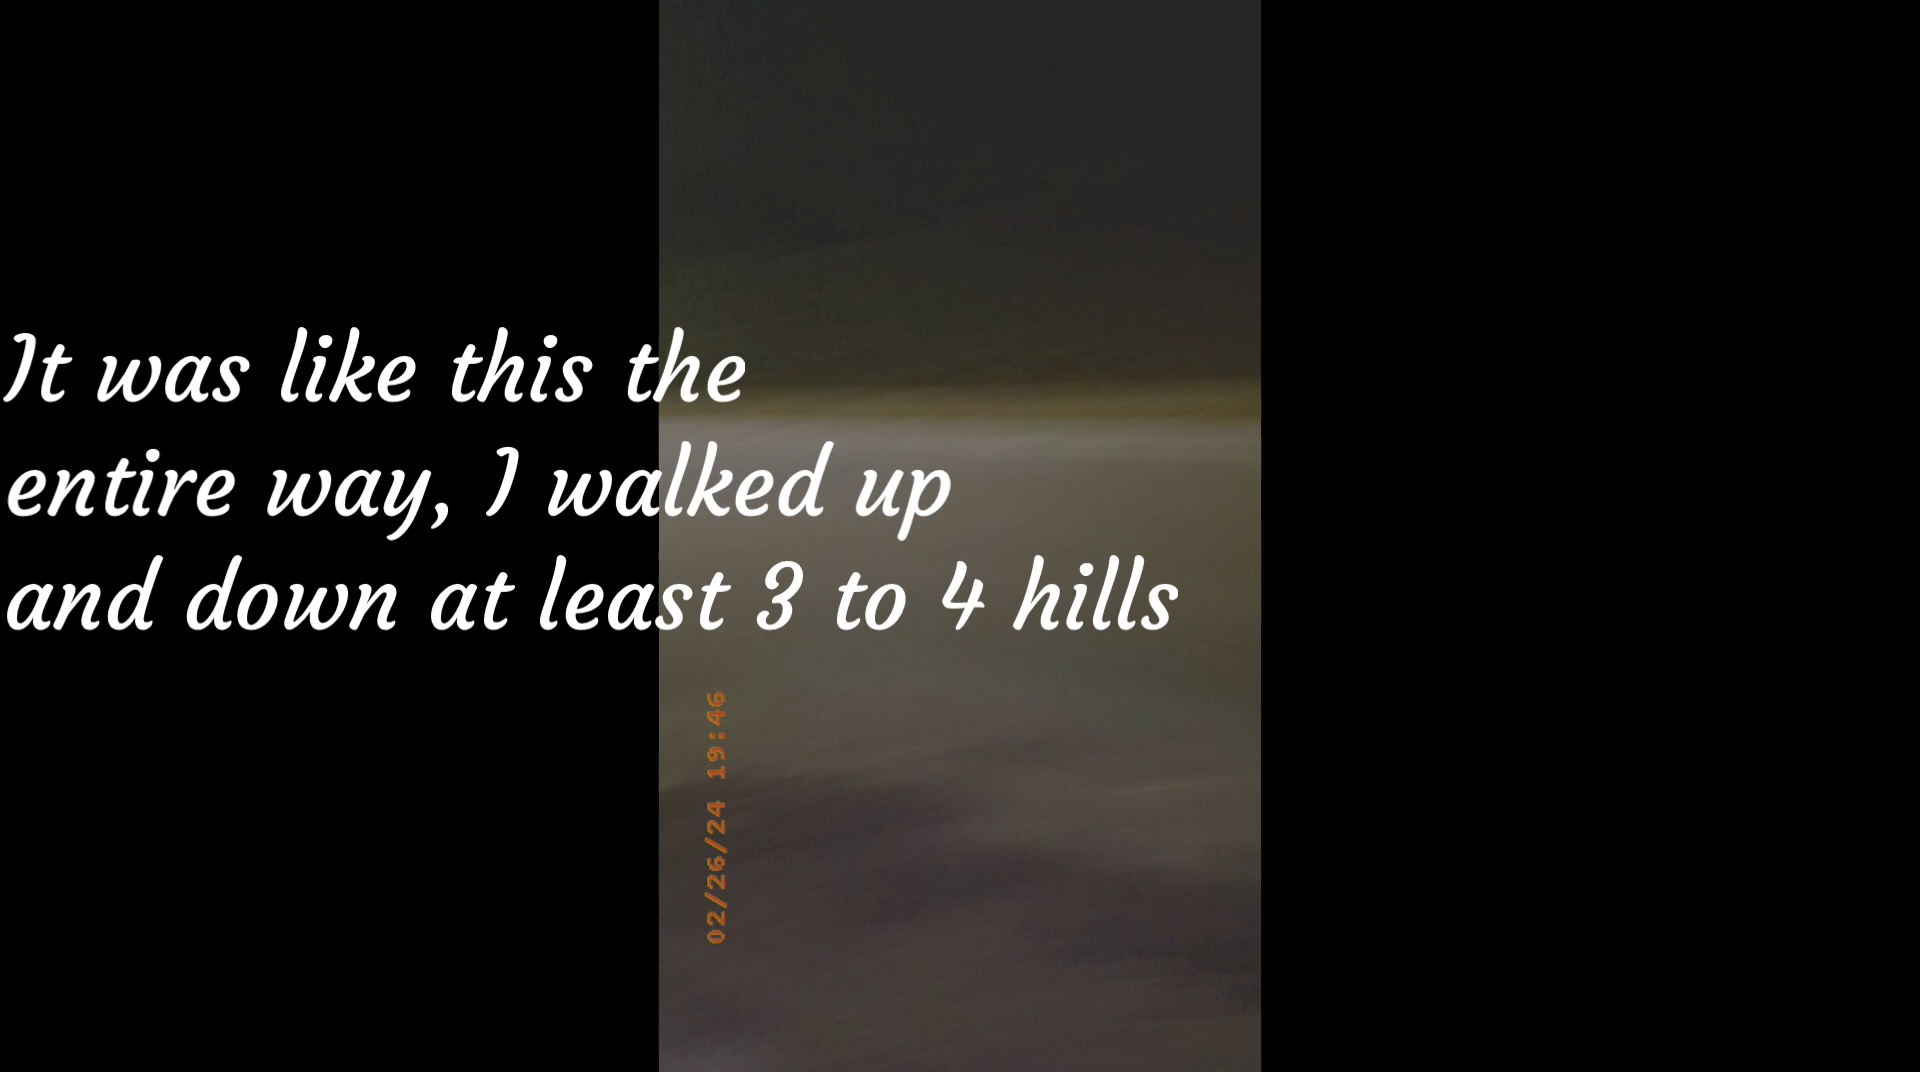 It was like this the
entire way, I walked up
and down at least 3 to 4 hills
02/26/24 19:46